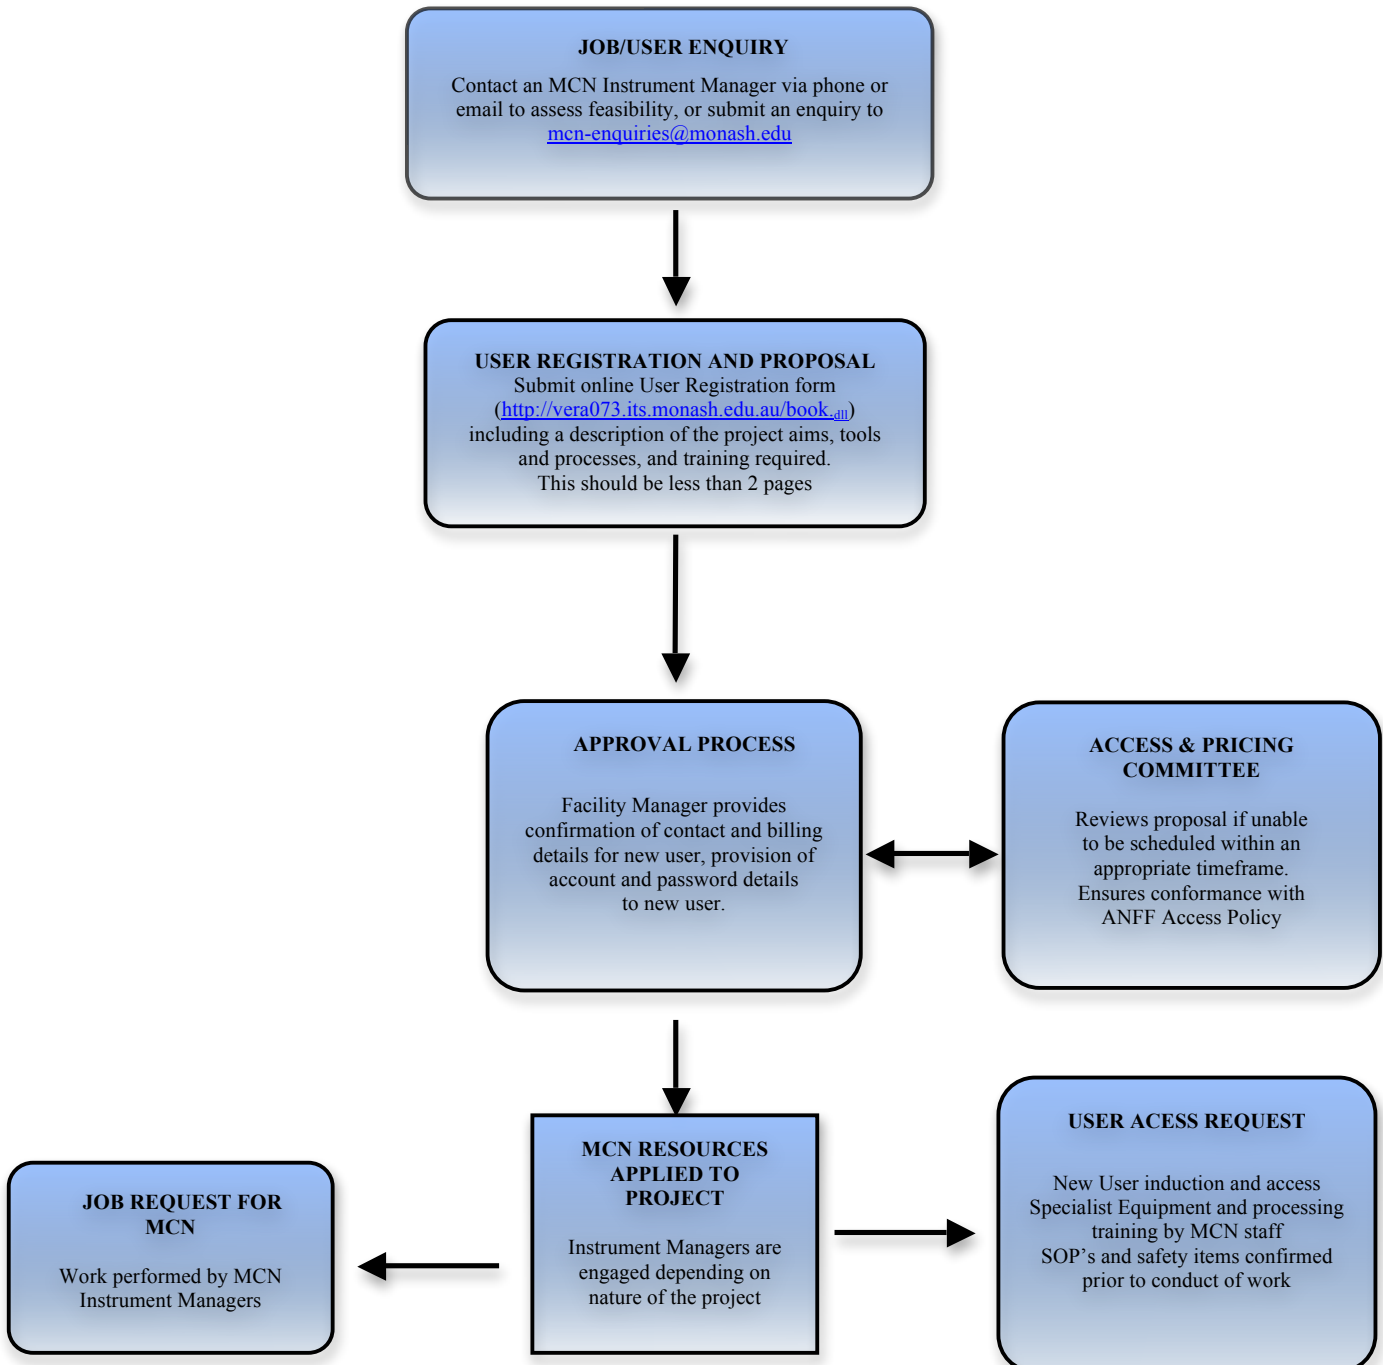 JOB/USER ENQUIRY
Contact an MCN Instrument Manager via phone or
email to assess feasibility, or submit an enquiry to
mcn-enquiries@monash.edu
USER REGISTRATION AND PROPOSAL
Submit online User Registration form
(http://vera073.its.monash.edu.au/book.dll)
including a description of the project aims, tools
and processes, and training required.
This should be less than 2 pages
APPROVAL PROCESS
Facility Manager provides
confirmation of contact and billing
details for new user, provision of
account and password details
to new user.
ACCESS & PRICING
COMMITTEE
Reviews proposal if unable
to be scheduled within an
appropriate timeframe.
Ensures conformance with
ANFF Access Policy
JOB REQUEST FOR
MCN
Work performed by MCN
Instrument Managers
MCN RESOURCES
APPLIED TO
PROJECT
Instrument Managers are
engaged depending on
nature of the project
USER ACESS REQUEST
New User induction and access
Specialist Equipment and processing
training by MCN staff
SOP's and safety items confirmed
prior to conduct of work